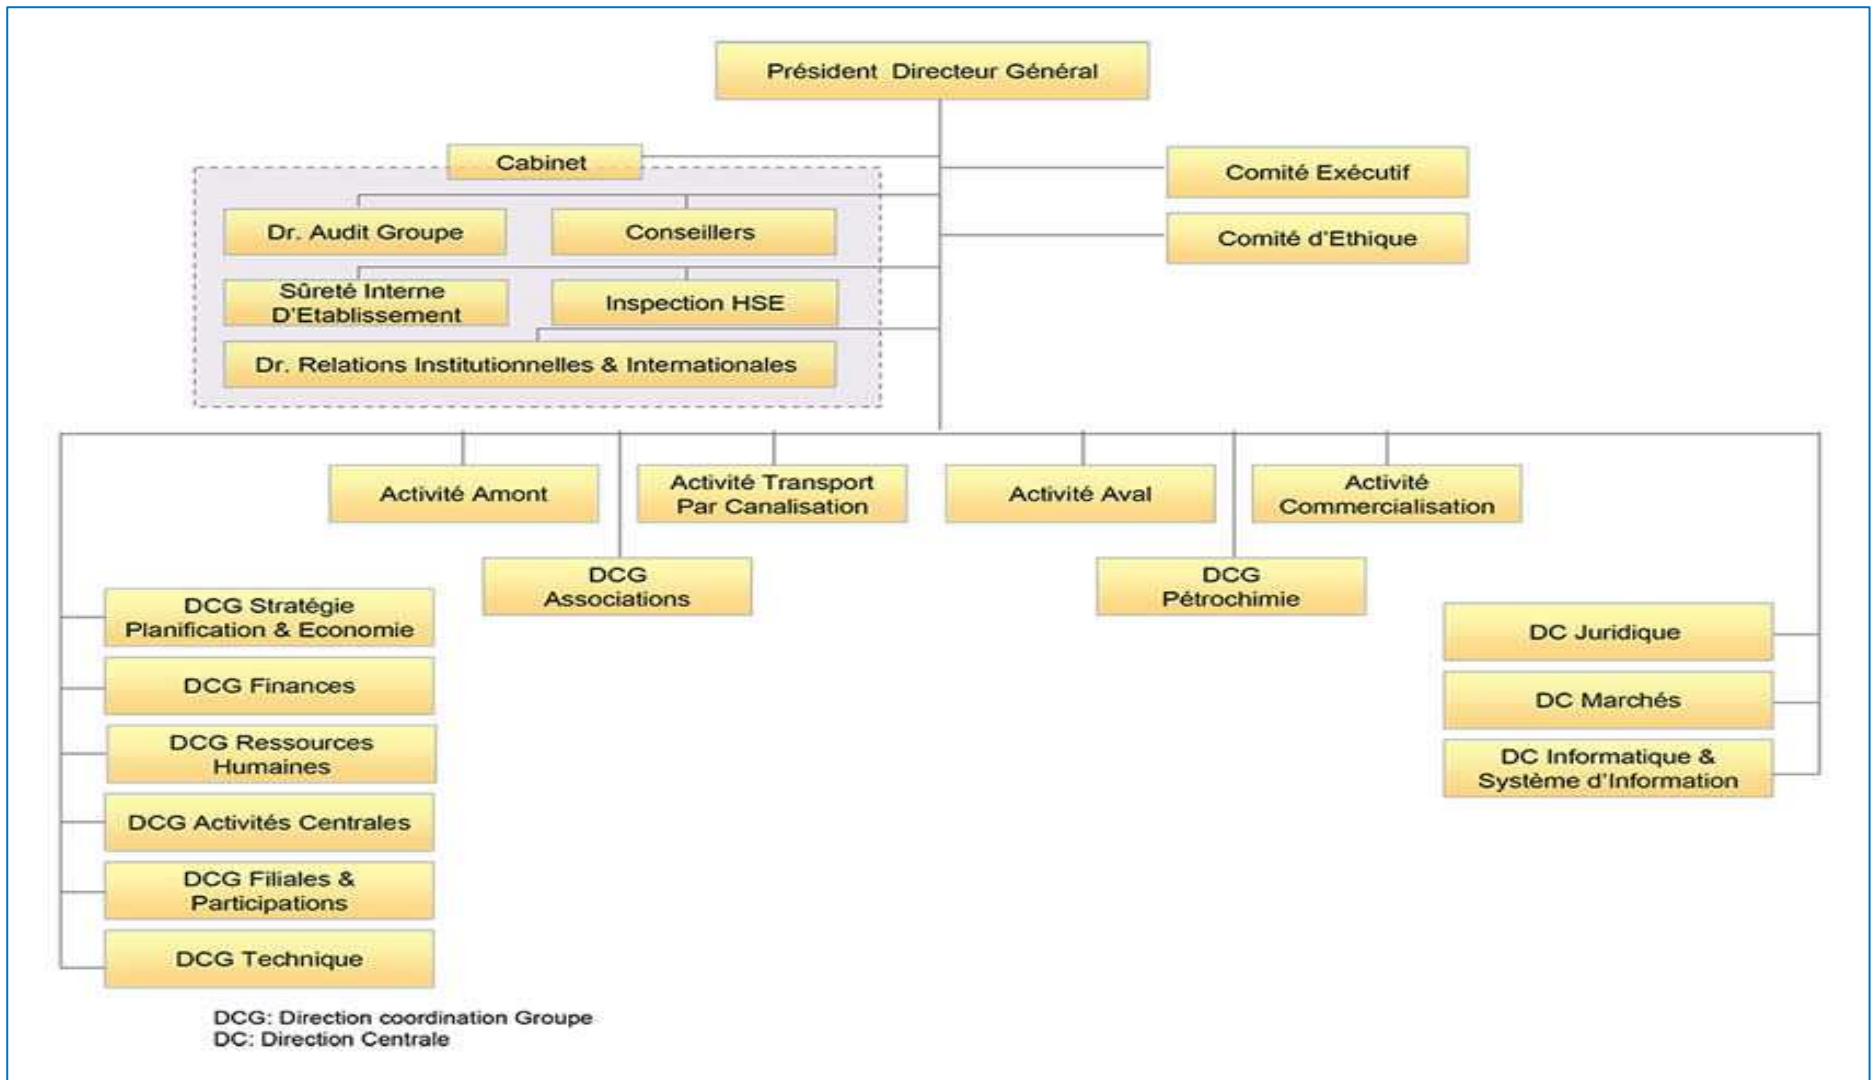 Président Directeur Général
Cabinet
Comité Exécutif
Dr. Audit Groupe
Conseillers
Comité d'Ethique
Sûreté Interne
D'Etablissement
Inspection HSE
Dr. Relations Institutionnelles & Internationales
Activité Amont
Activité Transport
Par Canalisation
Activité Aval
Activité
Commercialisation
DCG
Associations
DCG
Pétrochimie
DCG Stratégie
Planification & Economie
DCG Finances
DCG Ressources
Humaines
DCG Activités Centrales
DCG Filiales &
Participations
DCG Technique
DC Juridique
DC Marchés
DC Informatique &
Système d'Information
DCG: Direction coordination Groupe
DC: Direction Centrale